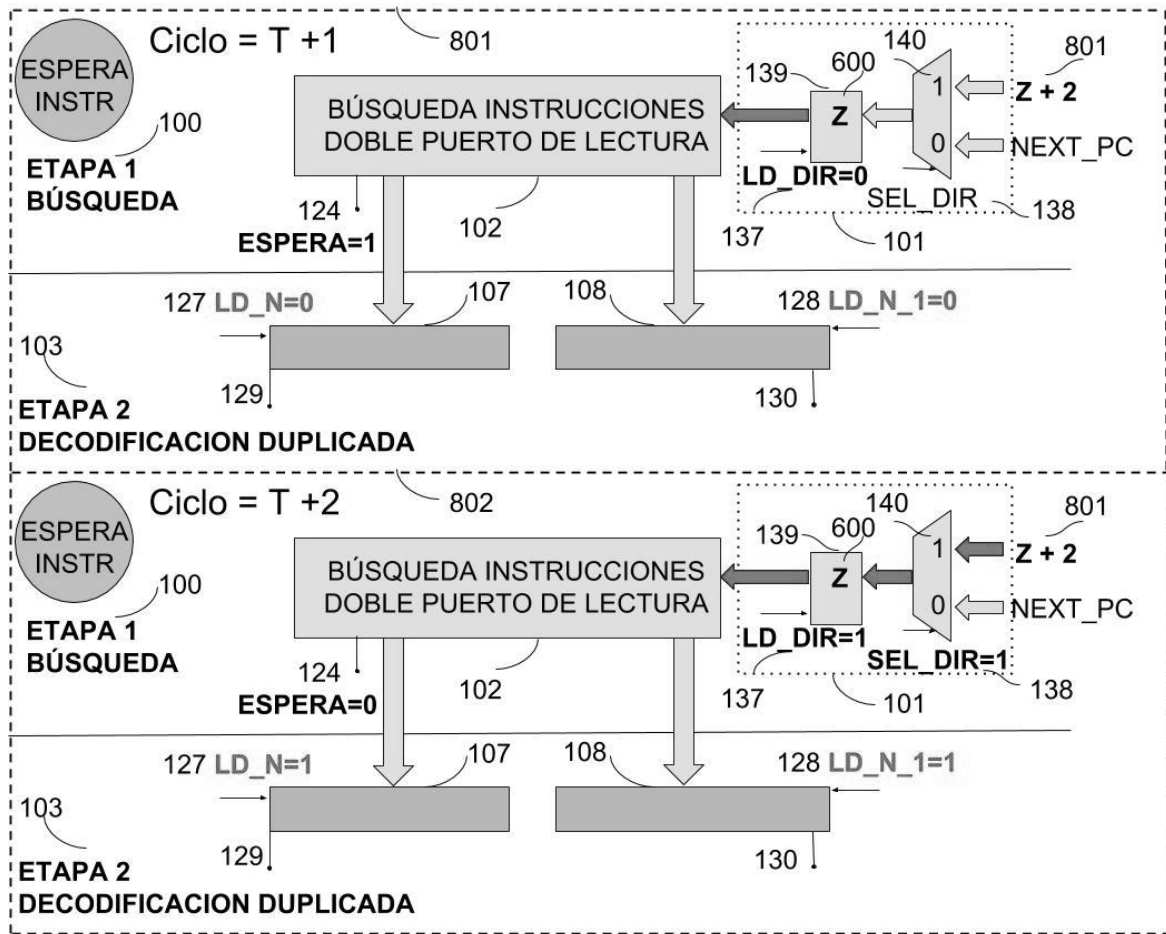 ESPERA
INSTR
Ciclo = T +1
801
100
ETAPA 1
BÚSQUEDA
BÚSQUEDA INSTRUCCIONES
DOBLE PUERTO DE LECTURA
124
ESPERA=1
102
139
600
140
801
Z
1
0
Z + 2
NEXT_PC
LD_DIR=0
SEL_DIR
137
101
138
127 LD_N=0
107
108
128 LD_N_1=0
103
129
130
ETAPA 2
DECODIFICACION DUPLICADA
ESPERA
INSTR
Ciclo = T +2
802
100
ETAPA 1
BÚSQUEDA
BÚSQUEDA INSTRUCCIONES
DOBLE PUERTO DE LECTURA
124
ESPERA=0
102
139
600
140
801
Z
1
0
Z + 2
NEXT_PC
LD_DIR=1
SEL_DIR=1
137
101
138
127 LD_N=1
107
108
128 LD_N_1=1
103
129
130
ETAPA 2
DECODIFICACION DUPLICADA